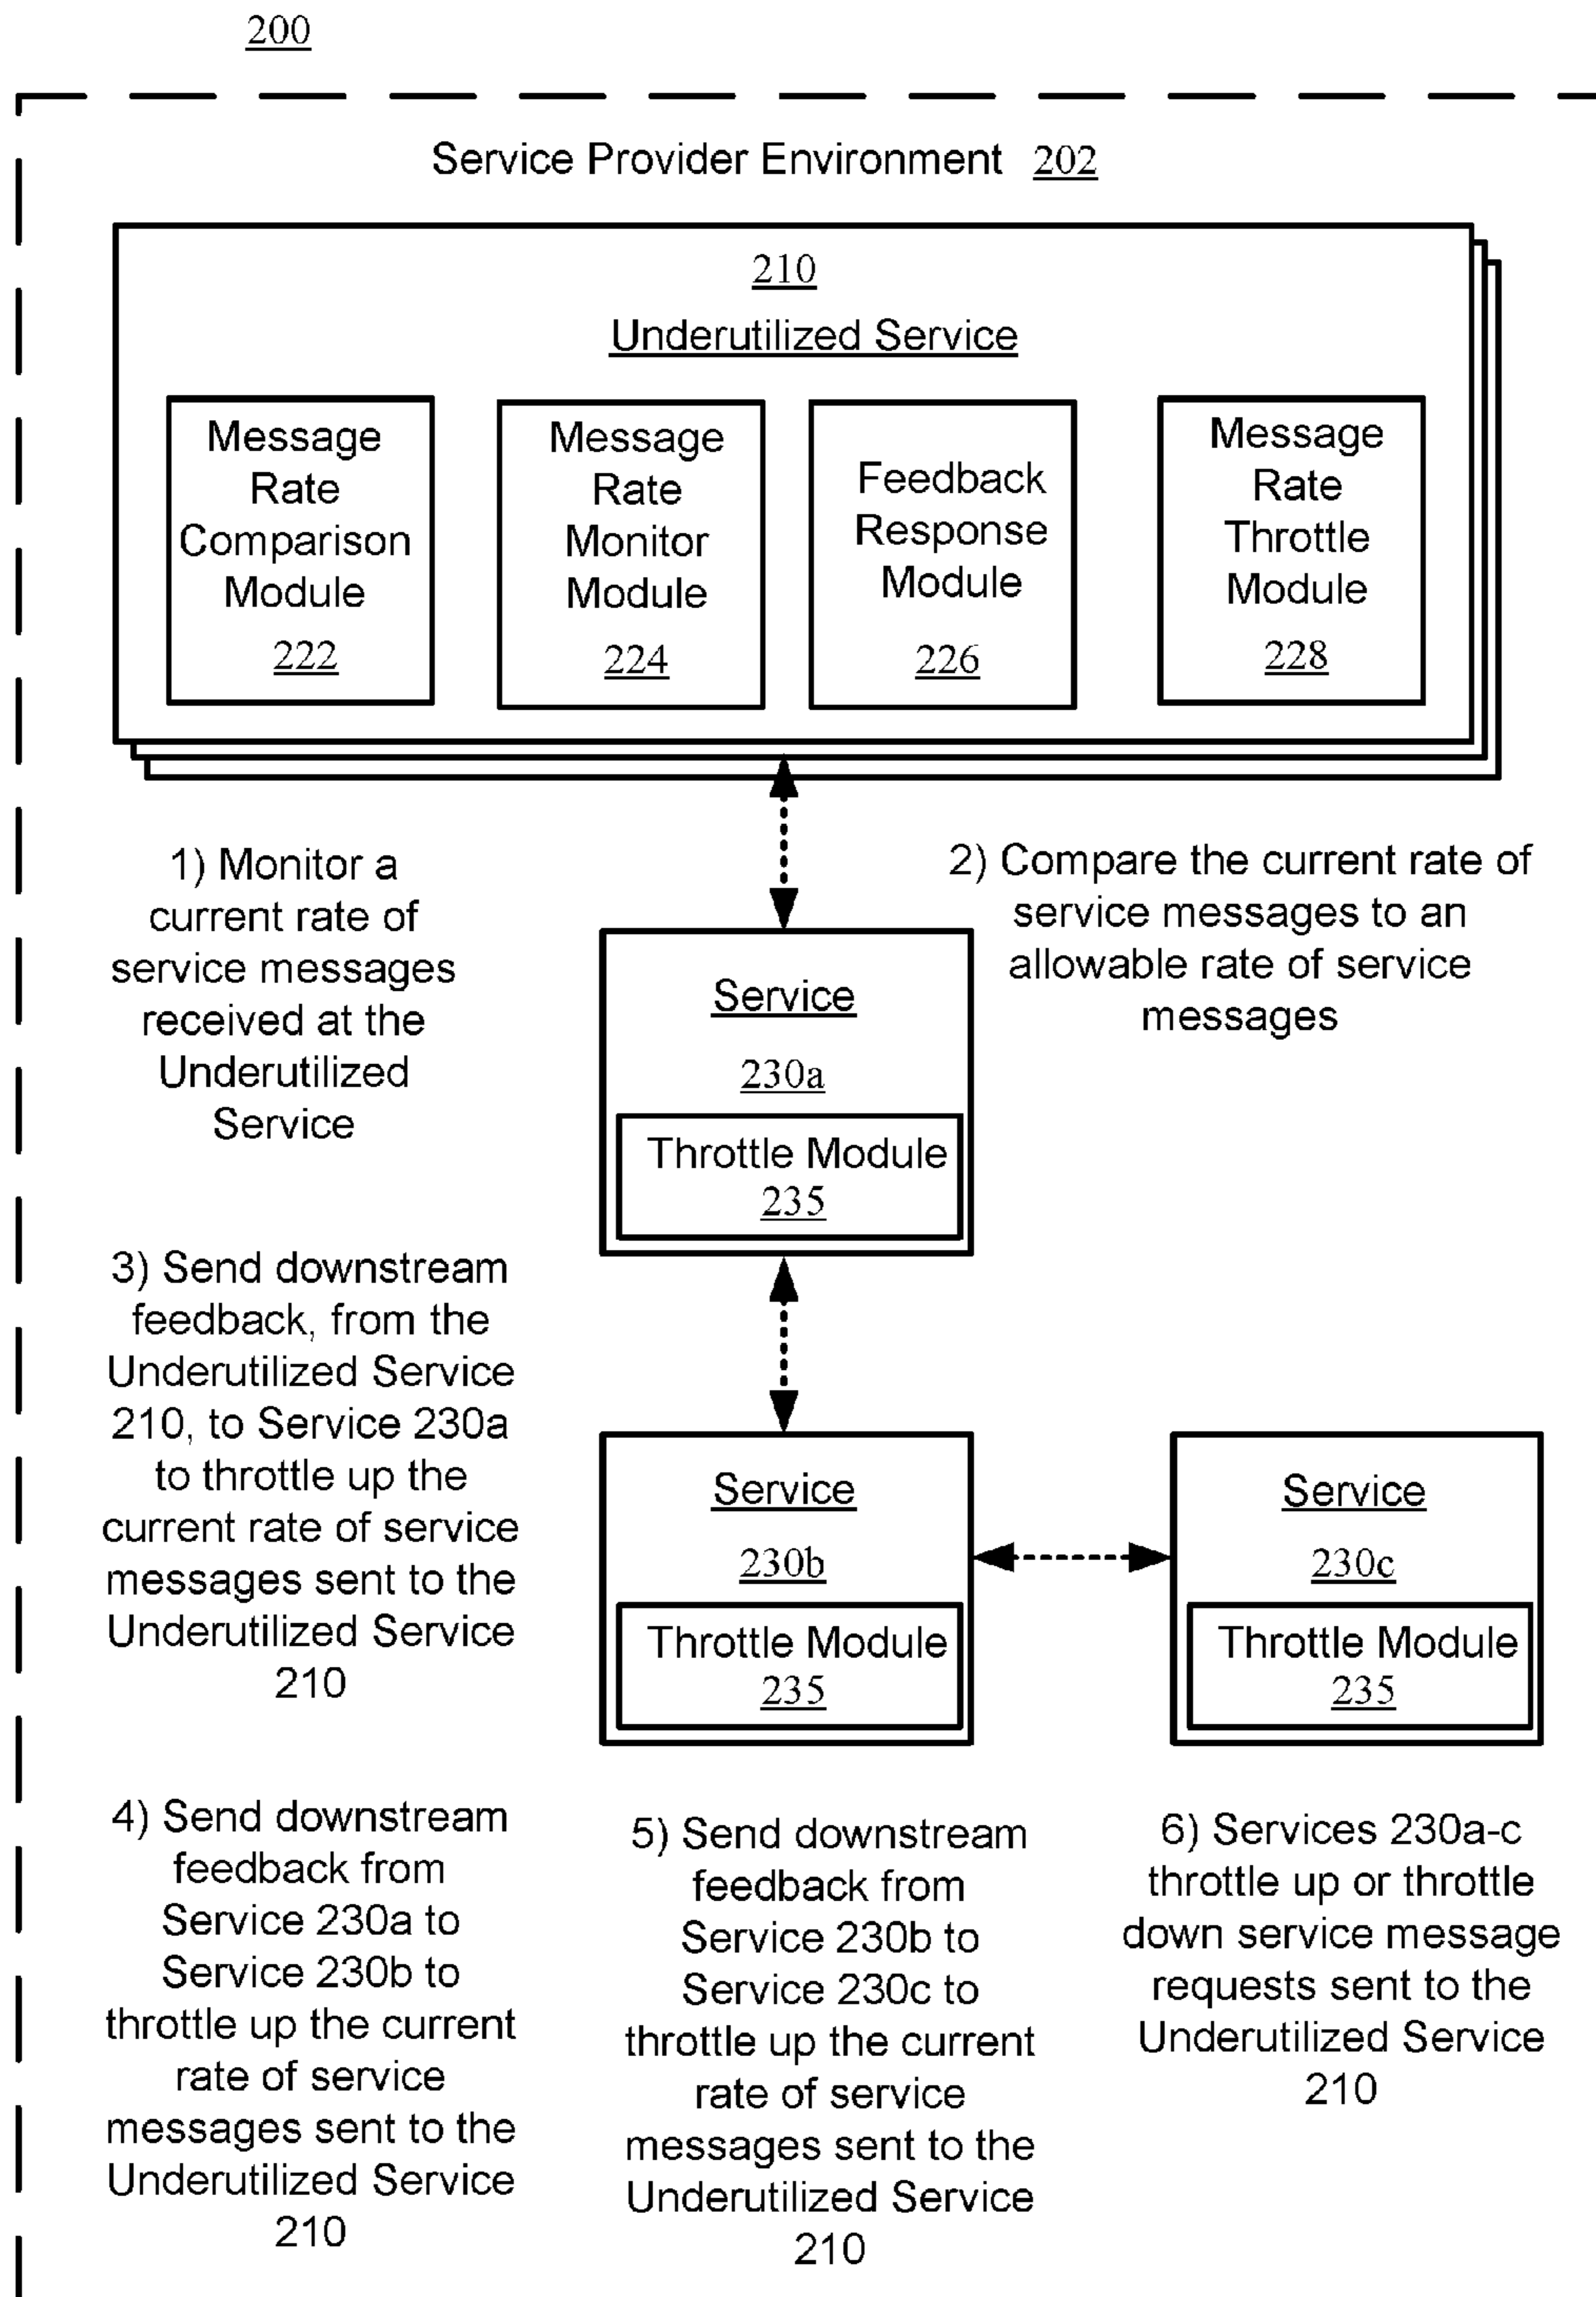 200
Service Provider Environment 202
210
Underutilized Service
Message
Rate
Comparison
Module
222
Message
Rate
Monitor
Module
224
Feedback
Response
Module
226
Message
Rate
Throttle
Module
228
1) Monitor a
current rate of
service messages
received at the
Underutilized
Service
2) Compare the current rate of
service messages to an
allowable rate of service
messages
Service
230a
Throttle Module
235
3) Send downstream
feedback, from the
Underutilized Service
210, to Service 230a
to throttle up the
current rate of service
messages sent to the
Underutilized Service
210
Service
230b
Throttle Module
235
Service
230c
Throttle Module
235
4) Send downstream
feedback from
Service 230a to
Service 230b to
throttle up the current
rate of service
messages sent to the
Underutilized Service
210
5) Send downstream
feedback from
Service 230b to
Service 230c to
throttle up the current
rate of service
messages sent to the
Underutilized Service
210
6) Services 230a-c
throttle up or throttle
down service message
requests sent to the
Underutilized Service
210